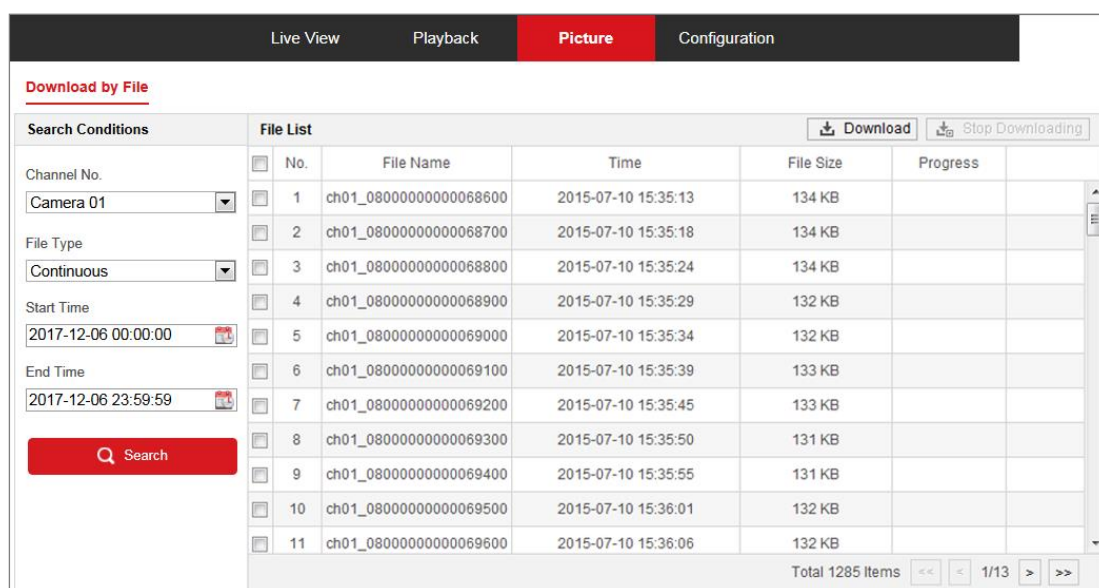 Live View Playback Picture Configuration
Download by File
Search Conditions
Channel No.
Camera 01
File Type
Continuous
Start Time
2017-12-06 00:00:00
End Time
2017-12-06 23:59:59
Search
File List Download Stop Downloading
No. File Name Time File Size Progress
1 ch01_08000000000068600 2015-07-10 15:35:13 134 KB
2 ch01_08000000000068700 2015-07-10 15:35:18 134 KB
3 ch01_08000000000068800 2015-07-10 15:35:24 134 KB
4 ch01_08000000000068900 2015-07-10 15:35:29 132 KB
5 ch01_08000000000069000 2015-07-10 15:35:34 132 KB
6 ch01_08000000000069100 2015-07-10 15:35:39 133 KB
7 ch01_08000000000069200 2015-07-10 15:35:45 133 KB
8 ch01_08000000000069300 2015-07-10 15:35:50 131 KB
9 ch01_08000000000069400 2015-07-10 15:35:55 131 KB
10 ch01_08000000000069500 2015-07-10 15:36:01 132 KB
11 ch01_08000000000069600 2015-07-10 15:36:06 132 KB
Total 1285 Items << < 1/13 > >>